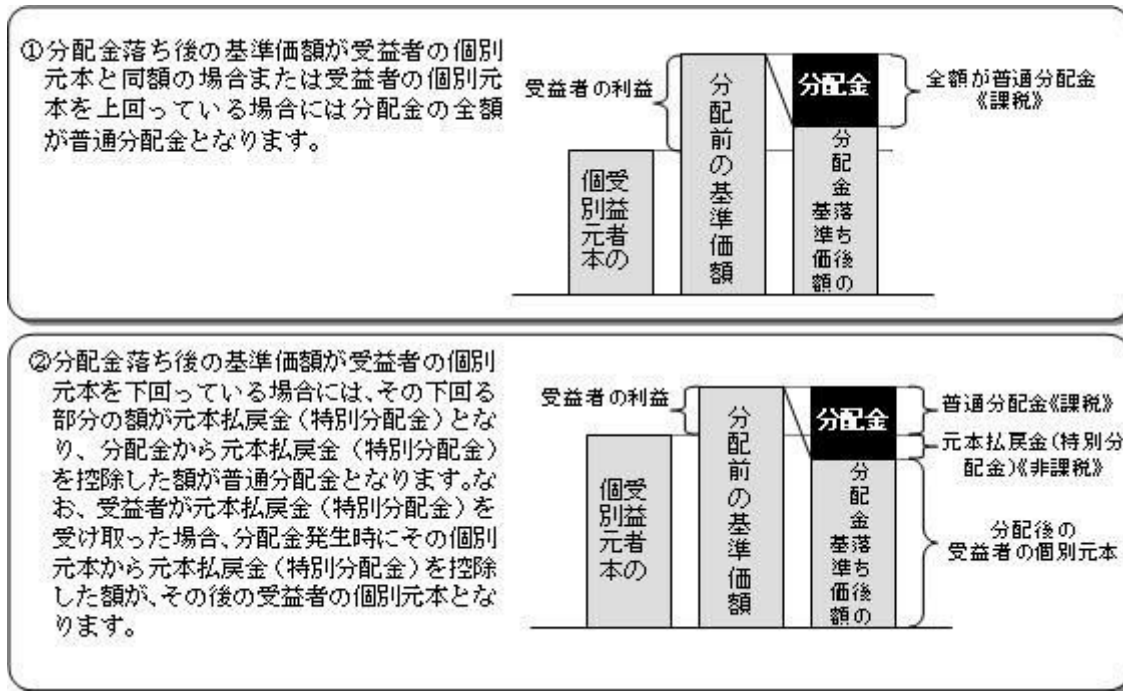 ①分配金落ち後の基準価額が受益者の個別
元本と同額の場合または受益者の個別元
本を上回っている場合には分配金の全額
が普通分配金となります。
受益者の利益
受益者の
個別元本
分配前の基準価額
分配金
分配金落ち後の
基準価額
全額が普通分配金
《課税》
②分配金落ち後の基準価額が受益者の個別
元本を下回っている場合には、その下回る
部分の額が元本払戻金(特別分配金)とな
り、分配金から元本払戻金(特別分配金)
を控除した額が普通分配金となります。な
お、受益者が元本払戻金(特別分配金)を
受け取った場合、分配金発生時にその個別
元本から元本払戻金(特別分配金)を控除
した額が、その後の受益者の個別元本とな
ります。
受益者の利益
受益者の
個別元本
分配前の基準価額
分配金
分配金落ち後の
基準価額
普通分配金《課税》
元本払戻金(特別分
配金)《非課税》
分配後の
受益者の個別元本